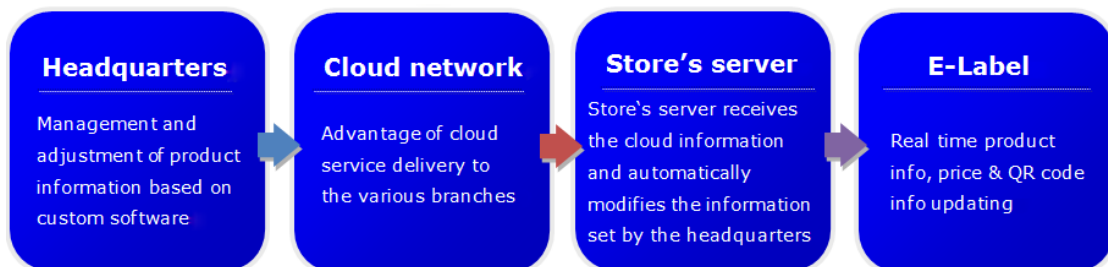 Headquarters
Management and
adjustment of product
information based on
custom software
Cloud network
Advantage of cloud
service delivery to
the various branches
Store's server
Store's server receives
the cloud information
and automatically
modifies the information
set by the headquarters
E-Label
Real time product
info, price & QR code
info updating